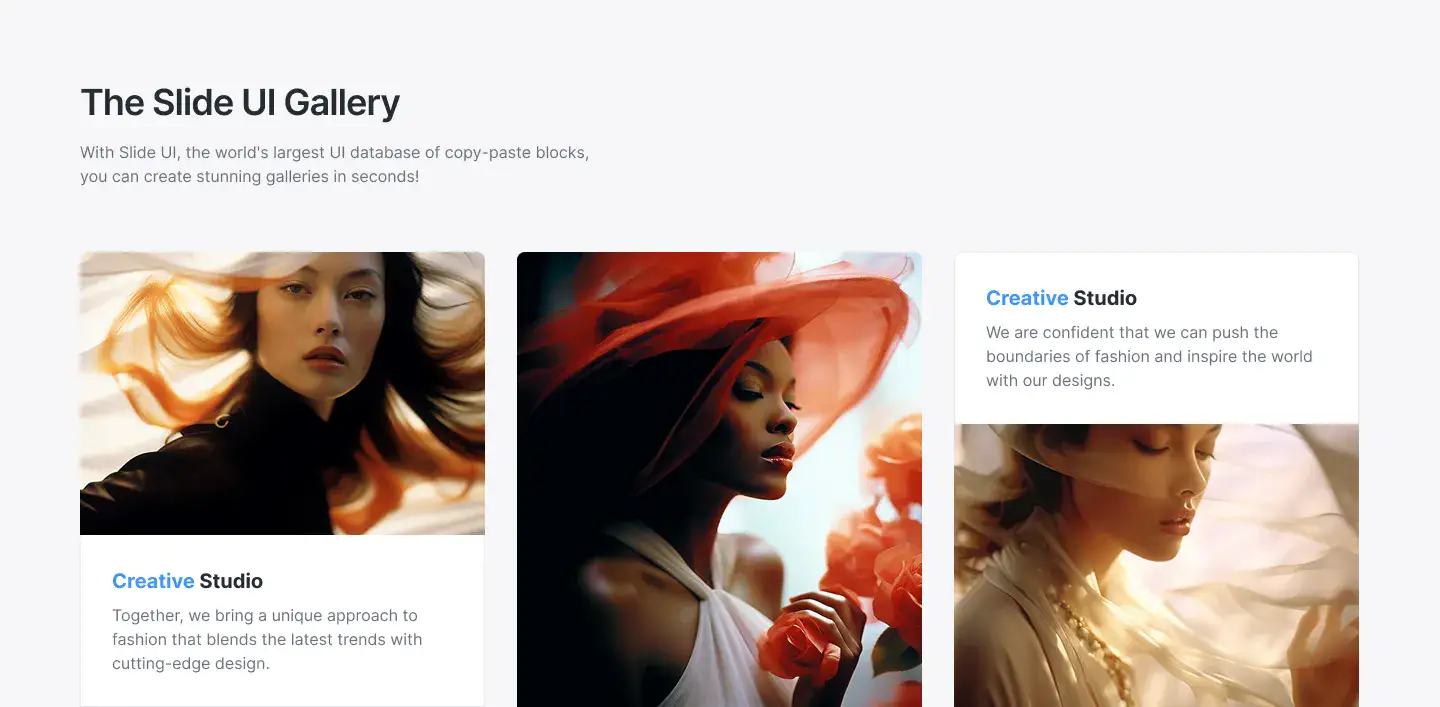 The Slide UI Gallery
With Slide UI, the world's largest UI database of copy-paste blocks,
you can create stunning galleries in seconds!
Creative Studio
Together, we bring a unique approach to
fashion that blends the latest trends with
cutting-edge design.
Creative Studio
We are confident that we can push the
boundaries of fashion and inspire the world
with our designs.